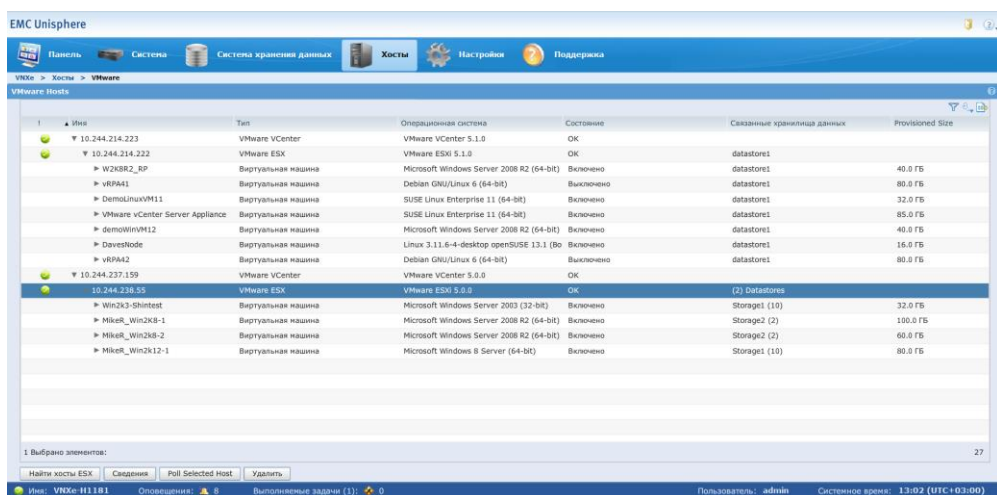 EMC Unisphere
Панель Система Система хранения данных Хосты Настройки Поддержка
VNXe > Хосты > VMware
VMware Hosts
! Имя Тип Операционная система Состояние Связанные хранилища данных Provisioned Size
10.244.214.223 VMware VCenter VMware VCenter 5.1.0 OK
10.244.214.222 VMware ESX VMware ESXi 5.1.0 OK datastore1
W2K8R2_RP Виртуальная машина Microsoft Windows Server 2008 R2 (64-bit) Включено datastore1 40.0 ГБ
vRPA41 Виртуальная машина Debian GNU/Linux 6 (64-bit) Выключено datastore1 80.0 ГБ
DemoLinuxVM11 Виртуальная машина SUSE Linux Enterprise 11 (64-bit) Включено datastore1 32.0 ГБ
VMware vCenter Server Appliance Виртуальная машина SUSE Linux Enterprise 11 (64-bit) Включено datastore1 85.0 ГБ
demoWinVM12 Виртуальная машина Microsoft Windows Server 2008 R2 (64-bit) Включено datastore1 40.0 ГБ
DavesNode Виртуальная машина Linux 3.11.6-4-desktop openSUSE 13.1 (Bo Включено datastore1 16.0 ГБ
vRPA42 Виртуальная машина Debian GNU/Linux 6 (64-bit) Выключено datastore1 80.0 ГБ
10.244.237.159 VMware VCenter VMware VCenter 5.0.0 OK
10.244.238.55 VMware ESX VMware ESXi 5.0.0 OK (2) Datastores
Win2k3-Shintest Виртуальная машина Microsoft Windows Server 2003 (32-bit) Включено Storage1 (10) 32.0 ГБ
MikeR_Win2K8-1 Виртуальная машина Microsoft Windows Server 2008 R2 (64-bit) Включено Storage2 (2) 100.0 ГБ
MikeR_Win2k8-2 Виртуальная машина Microsoft Windows Server 2008 R2 (64-bit) Включено Storage2 (2) 60.0 ГБ
MikeR_Win2k12-1 Виртуальная машина Microsoft Windows 8 Server (64-bit) Включено Storage1 (10) 80.0 ГБ
1 Выбрано элементов: 27
Найти хосты ESX Сведения Poll Selected Host Удалить
Имя: VNXe-H1181 Оповещения: 8 Выполняемые задачи (1): 0 Пользователь: admin Системное время: 13:02 (UTC+03:00)